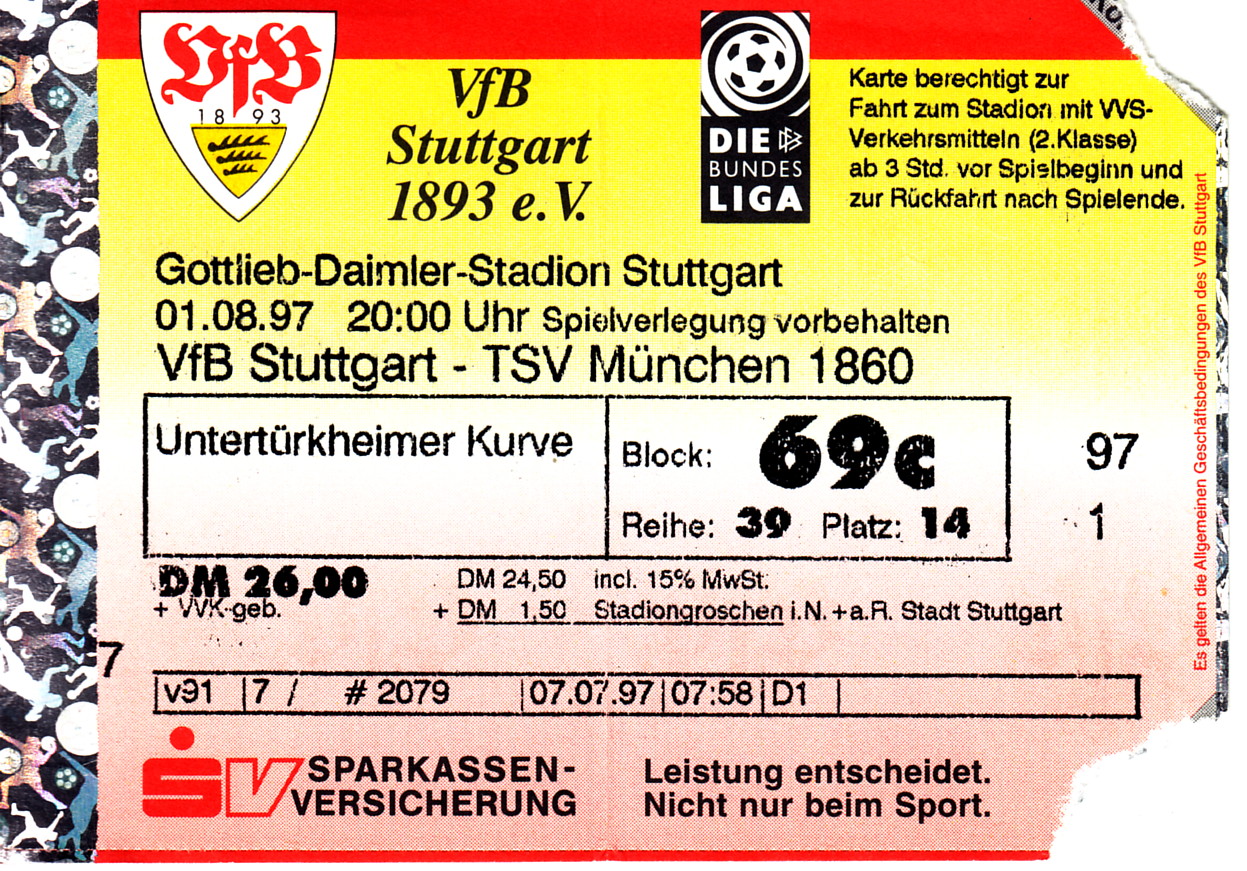 VfB
1893
VfB
Stuttgart
1893 e.V.
DIE DFB
BUNDES
LIGA
Karte berechtigt zur
Fahrt zum Stadion mit VVS-
Verkehrsmitteln (2.Klasse)
ab 3 Std. vor Spielbeginn und
zur Rückfahrt nach Spielende.
Gottlieb-Daimler-Stadion Stuttgart
01.08.97 20:00 Uhr Spielverlegung vorbehalten
VfB Stuttgart - TSV München 1860
Untertürkheimer Kurve
Block: 69c
Reihe: 39 Platz: 14
97
1
DM 26,00 DM 24,50 incl. 15% MwSt.
+ VVK-geb. + DM 1,50 Stadiongroschen i.N.+a.R. Stadt Stuttgart
7
v91 |7 / # 2079 |07.07.97|07:58|D1 |
SV SPARKASSEN-
VERSICHERUNG
Leistung entscheidet.
Nicht nur beim Sport.
Es gelten die Allgemeinen Geschäftsbedingungen des VfB Stuttgart